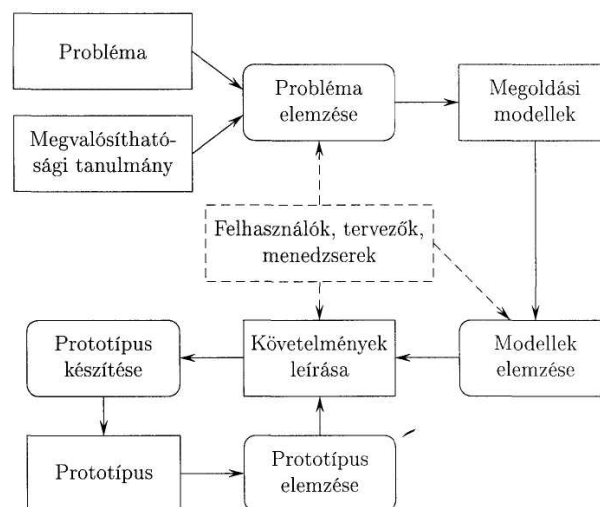 Probléma
Megvalósítható-
sági tanulmány
Probléma
elemzése
Megoldási
modellek
Felhasználók, tervezők,
menedzserek
Prototípus
készítése
Követelmények
leírása
Modellek
elemzése
Prototípus
Prototípus
elemzése